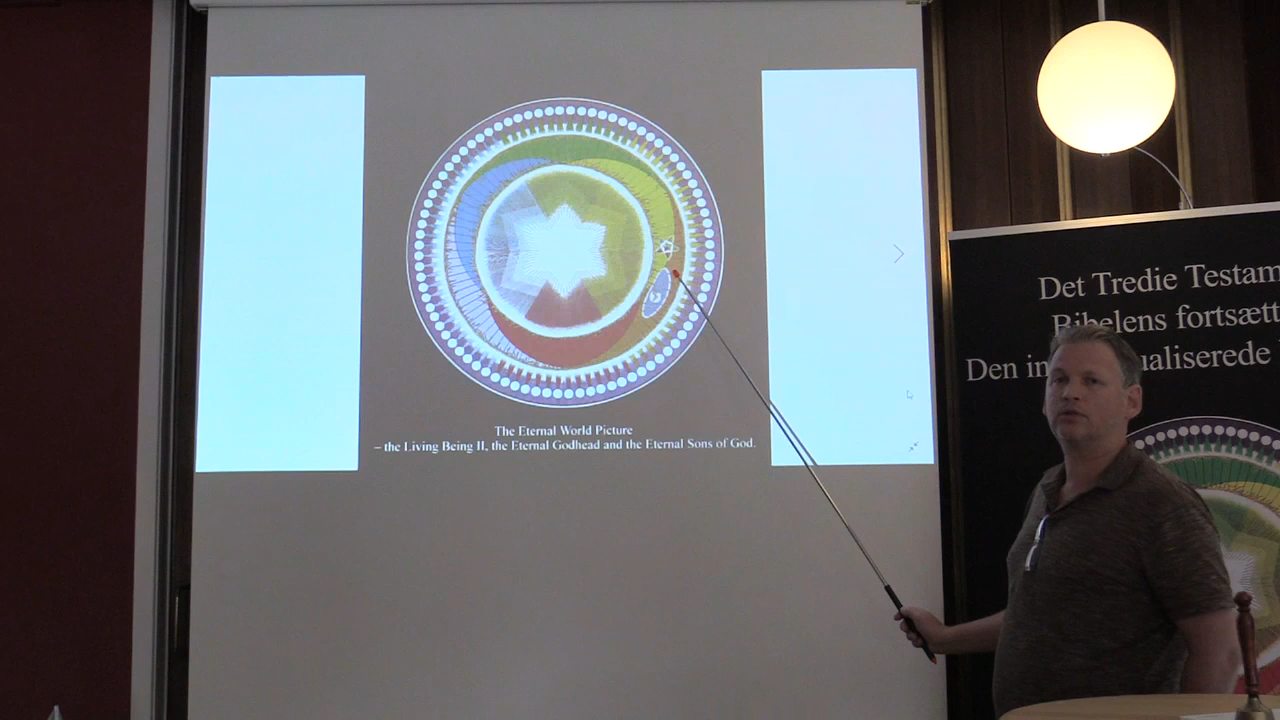 The Eternal World Picture
– the Living Being II, the Eternal Godhead and the Eternal Sons of God.
Det Tredie Testam
Bibelens fortsætt
Den in ualiserede